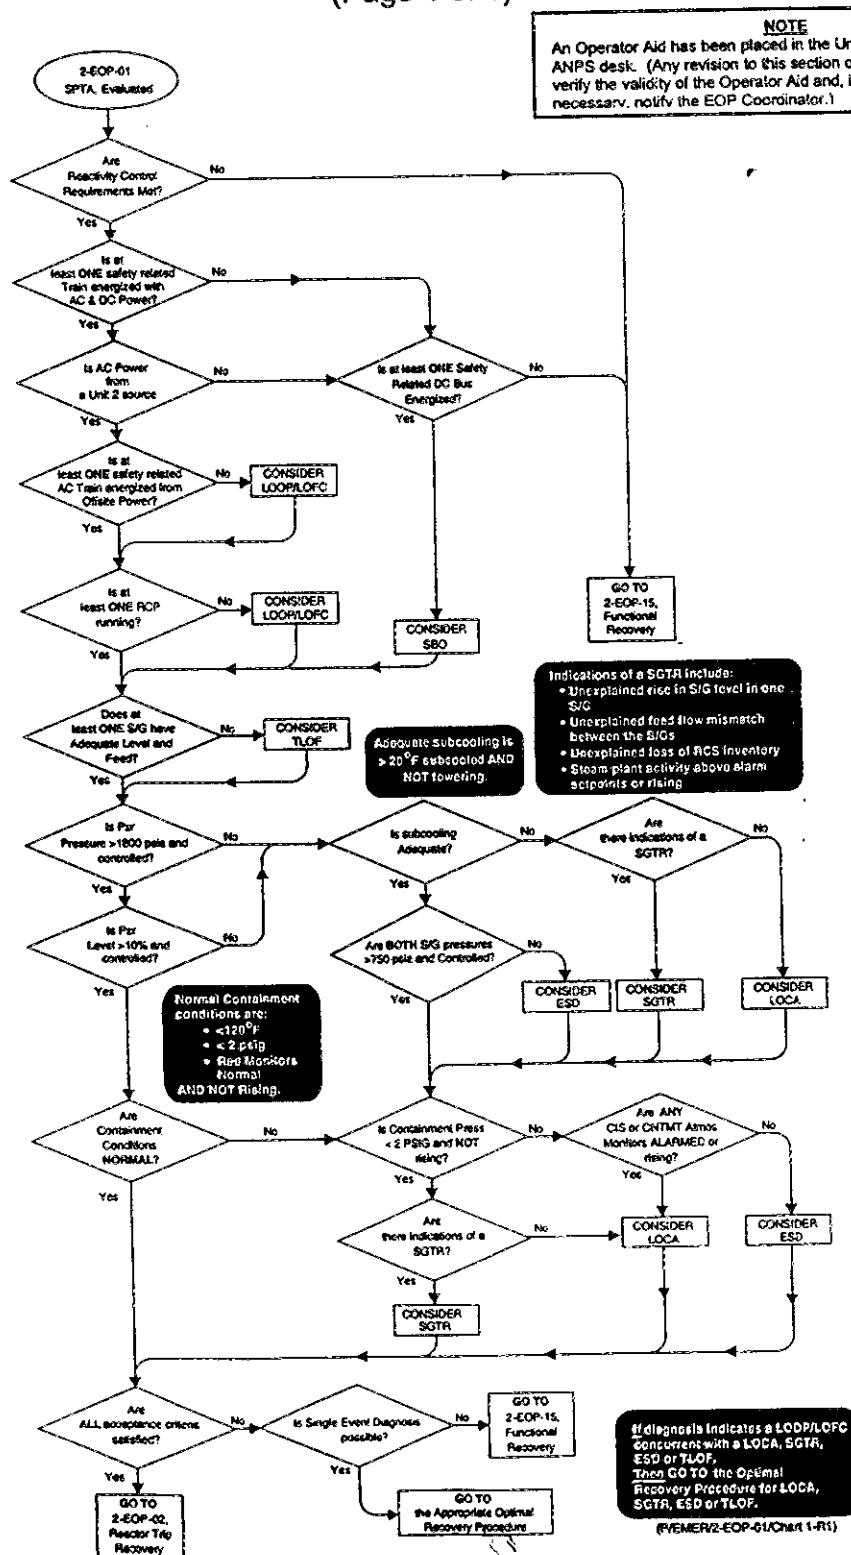 (Page
NOTE
An Operator Aid has been placed in the
ANPS desk. (Any revision to this section
verify the validity of the Operator Aid and,
necessary, notify the EOP Coordinator.)
2-EOP-01
SPTA, Evaluated
Are
Reactivity Control
Requirements Met?
No
Yes
Is at
least ONE safety related
Train energized with
AC & DC Power?
No
Yes
Is AC Power
from
a Unit 2 source
No
Yes
Is at least ONE Safety
Related DC Bus
Energized?
No
Yes
Is at
least ONE safety related
AC Train energized from
Offsite Power?
No
Yes
CONSIDER
LOOP/LOFC
Is at
least ONE RCP
running?
No
Yes
CONSIDER
LOOP/LOFC
CONSIDER
SBO
GO TO
2-EOP-15,
Functional
Recovery
Does at
least ONE S/G have
Adequate Level and
Feed?
No
Yes
CONSIDER
TLOF
Adequate subcooling is
> 20°F subcooled AND
NOT lowering.
Indications of a SGTR include:
• Unexplained rise in S/G level in one
S/G
• Unexplained feed flow mismatch
between the S/Gs
• Unexplained loss of RCS inventory
• Steam plant activity above alarm
setpoints or rising
Is Pzr
Pressure >1800 psia and
controlled?
No
Yes
Is subcooling
Adequate?
No
Yes
Are
there indications of a
SGTR?
No
Yes
Is Pzr
Level >10% and
controlled?
No
Yes
Are BOTH S/G pressures
>750 psia and Controlled?
No
Yes
CONSIDER
ESD
CONSIDER
SGTR
CONSIDER
LOCA
Normal Containment
conditions are:
• <120°F
• < 2 psig
• Rad Monitors
Normal
AND NOT Rising.
Are
Containment
Conditions
NORMAL?
No
Yes
Is Containment Press
< 2 PSIG and NOT
rising?
No
Yes
Are ANY
CIS or CNTMT Atmos
Monitors ALARMED or
rising?
No
Yes
Are
there indications of a
SGTR?
No
Yes
CONSIDER
LOCA
CONSIDER
ESD
CONSIDER
SGTR
Are
ALL acceptance criteria
satisfied?
No
Yes
Is Single Event Diagnosis
possible?
No
Yes
GO TO
2-EOP-15,
Functional
Recovery
GO TO
2-EOP-02,
Reactor Trip
Recovery
GO TO
the Appropriate Optimal
Recovery Procedure
If diagnosis indicates a LOOP/LOFC
concurrent with a LOCA, SGTR,
ESD or TLOF,
Then GO TO the Optimal
Recovery Procedure for LOCA,
SGTR, ESD or TLOF.
(P/EMER/2-EOP-01/Chart 1-R1)